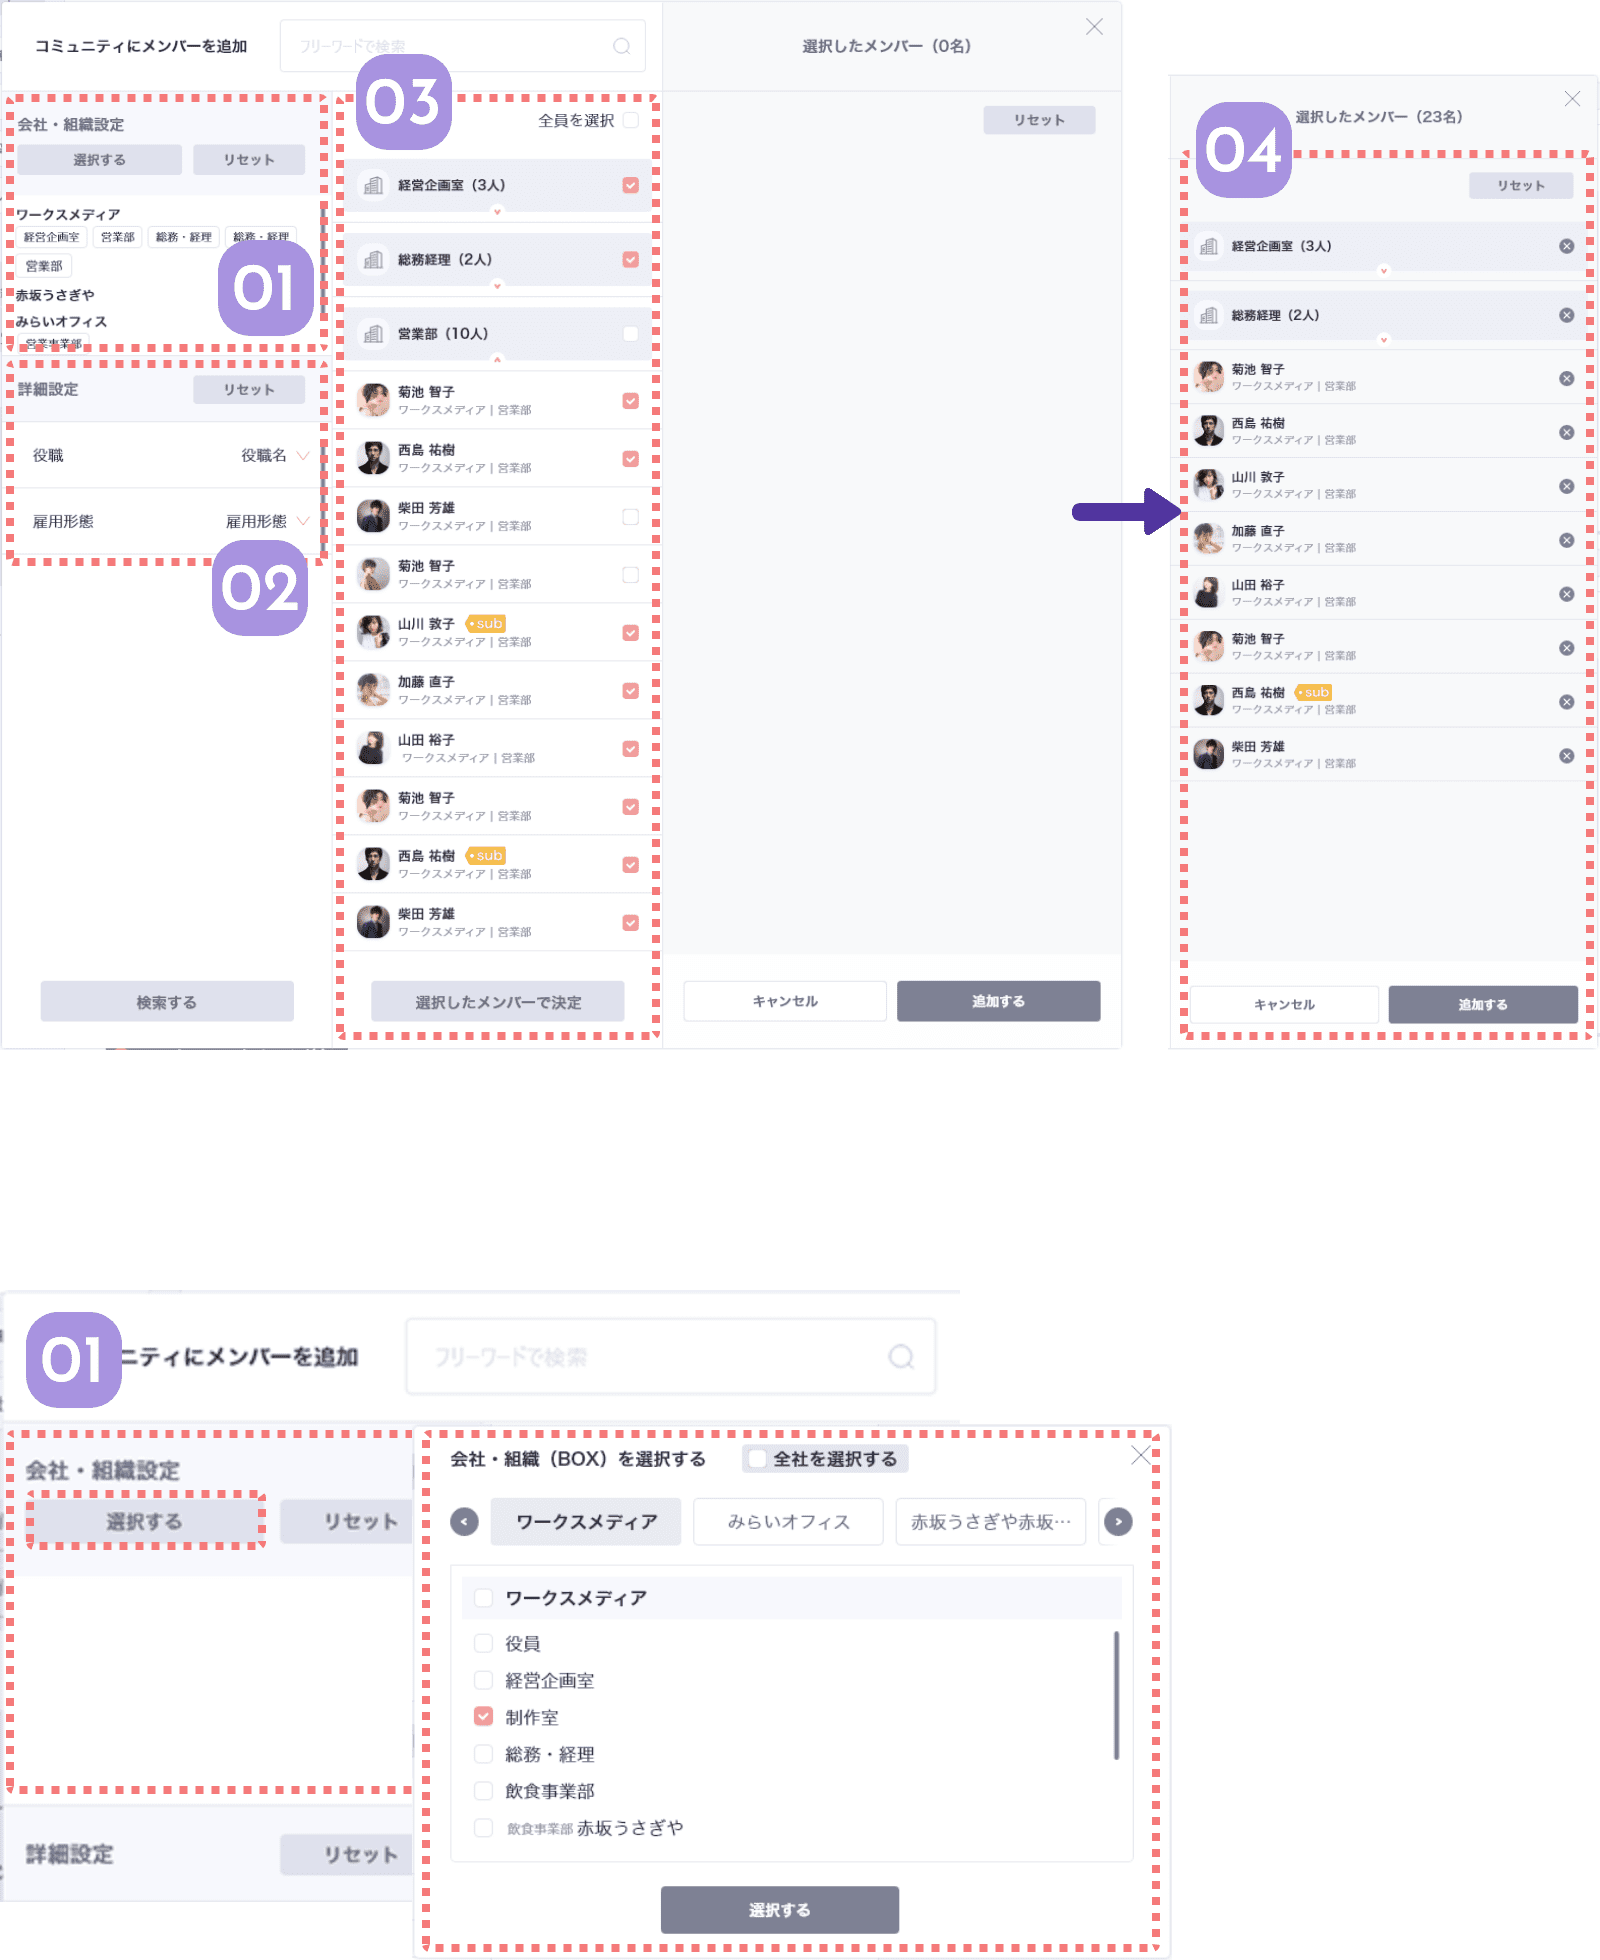 コミュニティにメンバーを追加
フリーワードで検索
選択したメンバー（0名）
リセット
会社・組織設定
選択する
リセット
ワークスメディア
経営企画室
営業部
総務・経理
総務・経理
営業部
赤坂うさぎや
みらいオフィス
営業事業部
01
詳細設定
リセット
役職
役職名
雇用形態
雇用形態
02
検索する
03
全員を選択
経営企画室（3人）
総務経理（2人）
営業部（10人）
菊池 智子
ワークスメディア | 営業部
西島 祐樹
ワークスメディア | 営業部
柴田 芳雄
ワークスメディア | 営業部
菊池 智子
ワークスメディア | 営業部
山川 敦子
sub
ワークスメディア | 営業部
加藤 直子
ワークスメディア | 営業部
山田 裕子
ワークスメディア | 営業部
菊池 智子
ワークスメディア | 営業部
西島 祐樹
sub
ワークスメディア | 営業部
柴田 芳雄
ワークスメディア | 営業部
選択したメンバーで決定
キャンセル
追加する
04
選択したメンバー（23名）
リセット
経営企画室（3人）
総務経理（2人）
菊池 智子
ワークスメディア | 営業部
西島 祐樹
ワークスメディア | 営業部
山川 敦子
ワークスメディア | 営業部
加藤 直子
ワークスメディア | 営業部
山田 裕子
ワークスメディア | 営業部
菊池 智子
ワークスメディア | 営業部
西島 祐樹
sub
ワークスメディア | 営業部
柴田 芳雄
ワークスメディア | 営業部
キャンセル
追加する
01
ニティにメンバーを追加
フリーワードで検索
会社・組織設定
選択する
リセット
詳細設定
リセット
会社・組織（BOX）を選択する
全社を選択する
ワークスメディア
みらいオフィス
赤坂うさぎや赤坂…
ワークスメディア
役員
経営企画室
制作室
総務・経理
飲食事業部
飲食事業部 赤坂うさぎや
選択する